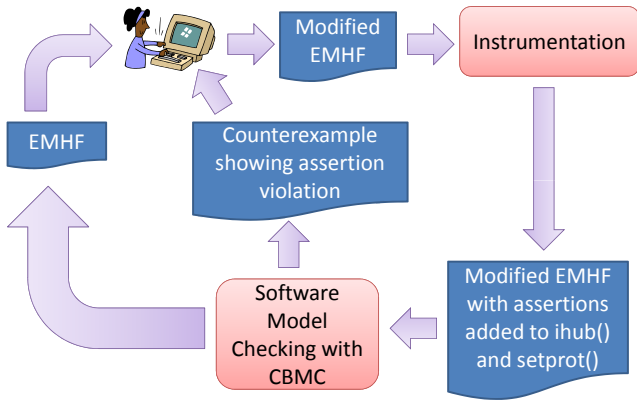 Modified
EMHF
Instrumentation
EMHF
Counterexample
showing assertion
violation
Modified EMHF
with assertions
added to ihub()
and setprot()
Software
Model
Checking with
CBMC